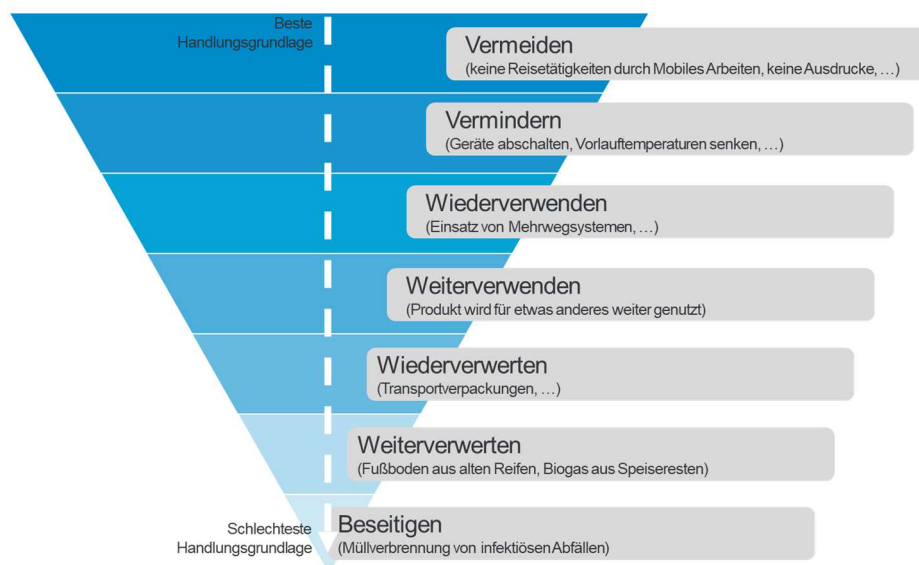 Beste
Handlungsgrundlage
Vermeiden
(keine Reisetätigkeiten durch Mobiles Arbeiten, keine Ausdrucke, …)
Vermindern
(Geräte abschalten, Vorlauftemperaturen senken, …)
Wiederverwenden
(Einsatz von Mehrwegsystemen, …)
Weiterverwenden
(Produkt wird für etwas anderes weiter genutzt)
Wiederverwerten
(Transportverpackungen, …)
Weiterverwerten
(Fußboden aus alten Reifen, Biogas aus Speiseresten)
Schlechteste
Handlungsgrundlage
Beseitigen
(Müllverbrennung von infektiösen Abfällen)